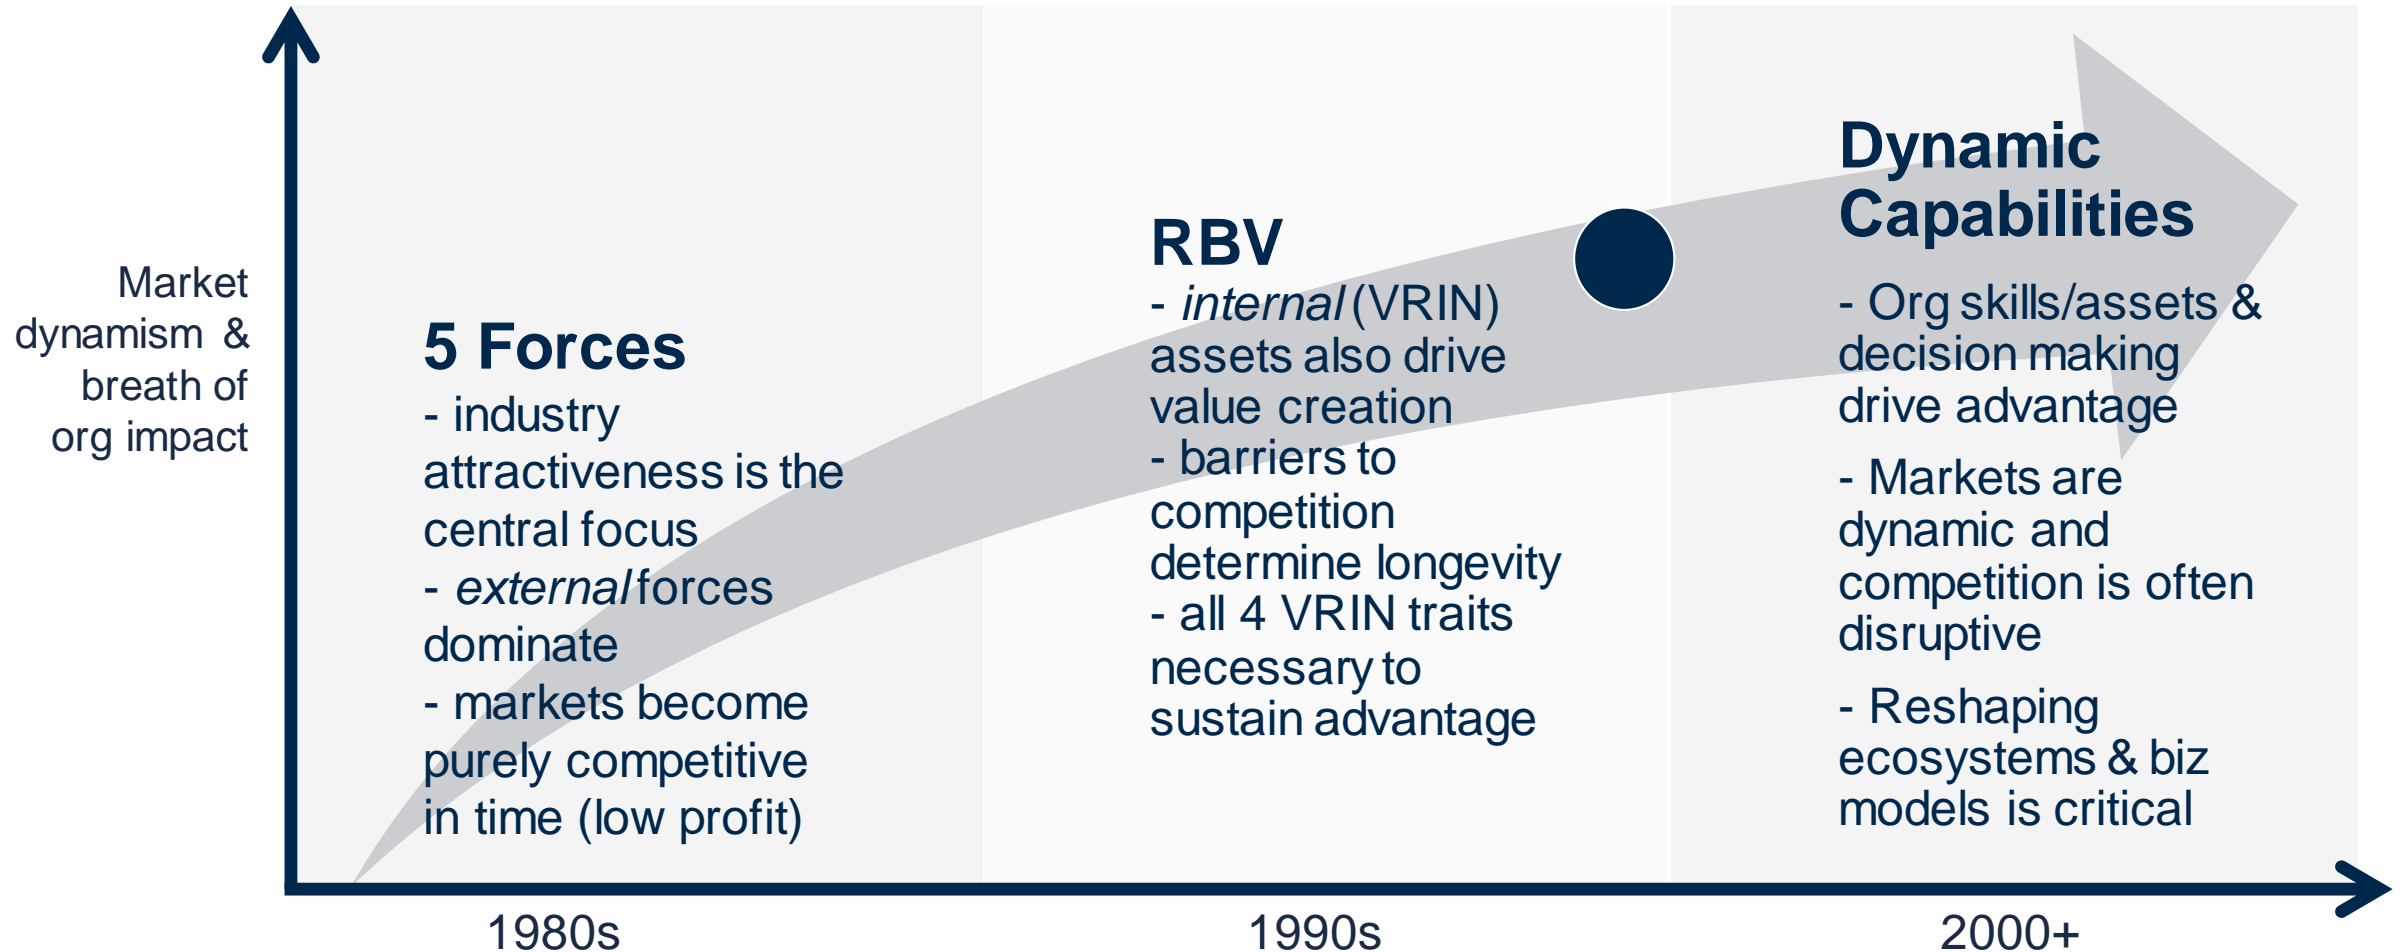 Market
dynamism & 
breath of
org impact
5 Forces
- industry
attractiveness is the
central focus
- external forces
dominate
- markets become
purely competitive
in time (low profit)
RBV
- internal (VRIN)
assets also drive
value creation
- barriers to
competition
determine longevity
- all 4 VRIN traits
necessary to
sustain advantage
Dynamic
Capabilities
- Org skills/assets &
decision making
drive advantage
- Markets are
dynamic and
competition is often
disruptive
- Reshaping
ecosystems & biz
models is critical
1980s
1990s
2000+